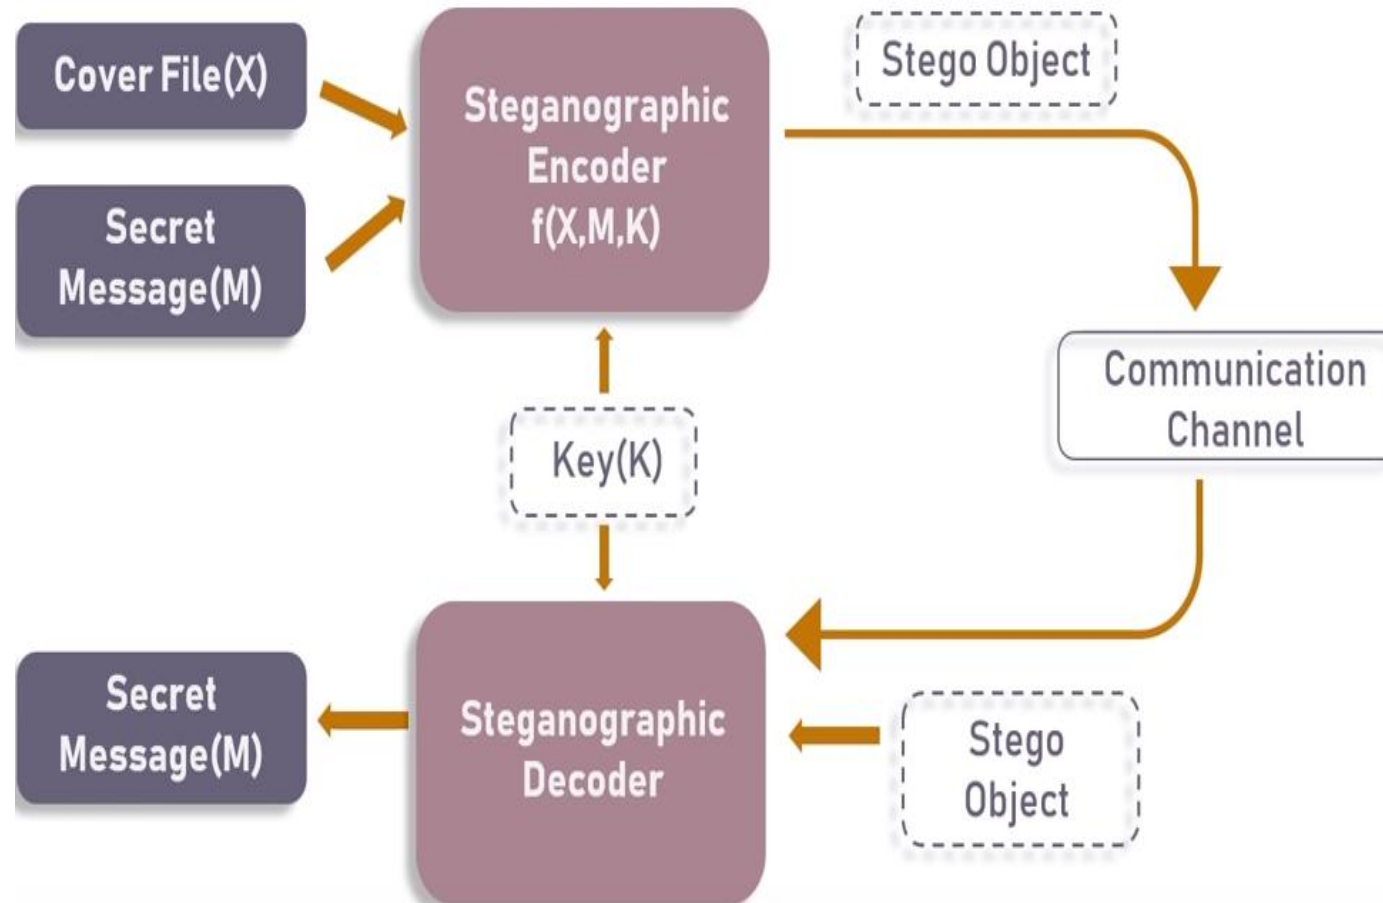 Cover File(X)
Steganographic
Encoder
f(X,M,K)
Stego Object
Secret
Message(M)
Communication
Channel
Key(K)
Secret
Message(M)
Steganographic
Decoder
Stego
Object